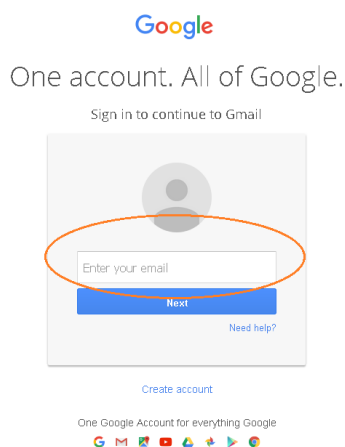 Google
One account. All of Google.
Sign in to continue to Gmail
Enter your email
Next
Need help?
Create account
One Google Account for everything Google